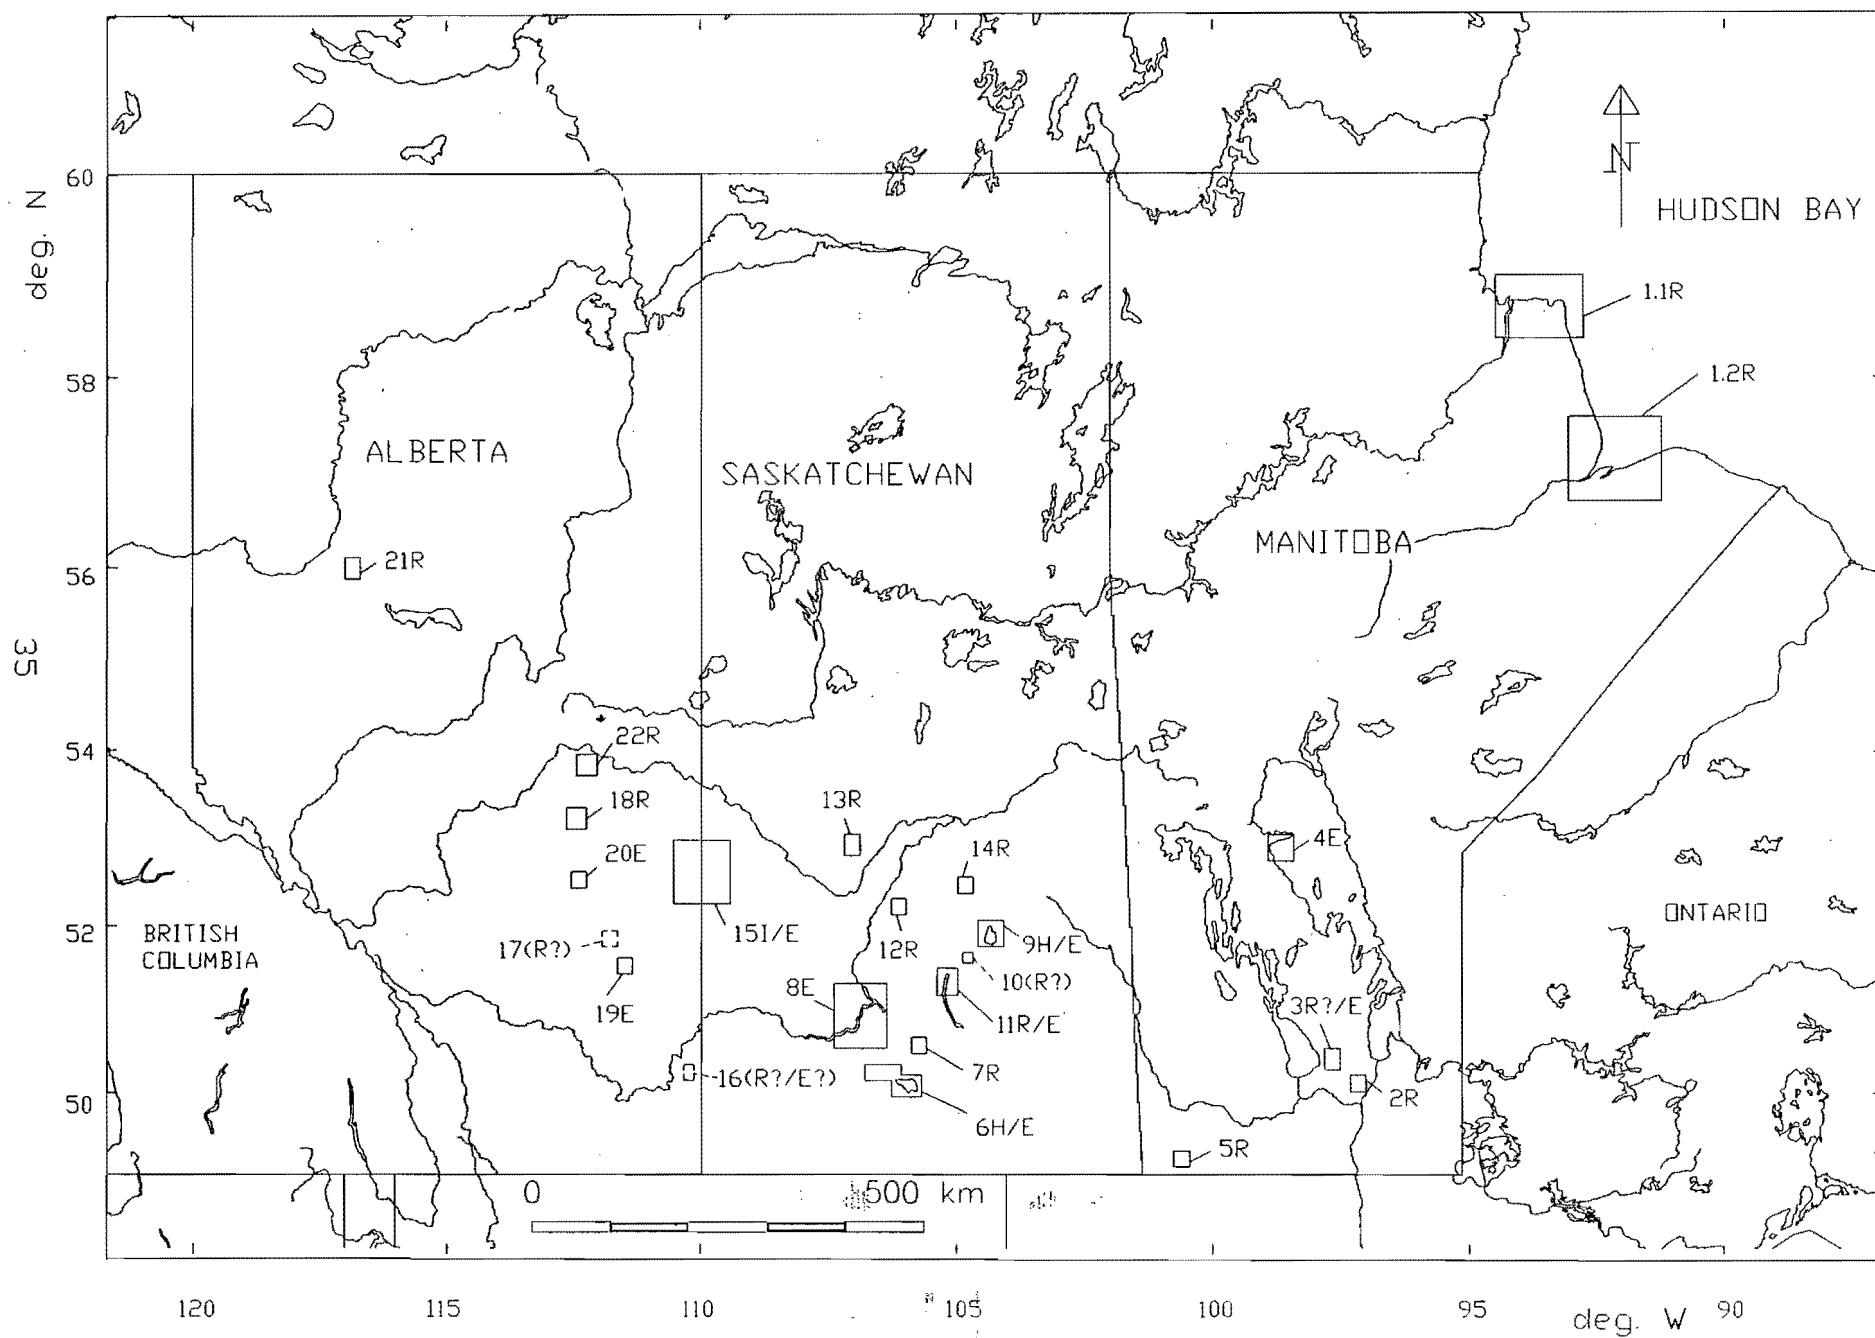 60
deg. N
58
56
35
54
52
50
HUDSON BAY
N
1.1R
1.2R
ALBERTA
SASKATCHEWAN
MANITOBA
21R
22R
18R
13R
20E
14R
4E
15I/E
12R
9H/E
ONTARIO
BRITISH
COLUMBIA
17(R?)
10(R?)
8E
19E
11R/E
3R?/E
7R
16(R?/E?)
2R
6H/E
5R
0
500 km
120
115
110
105
100
95
deg. W
90